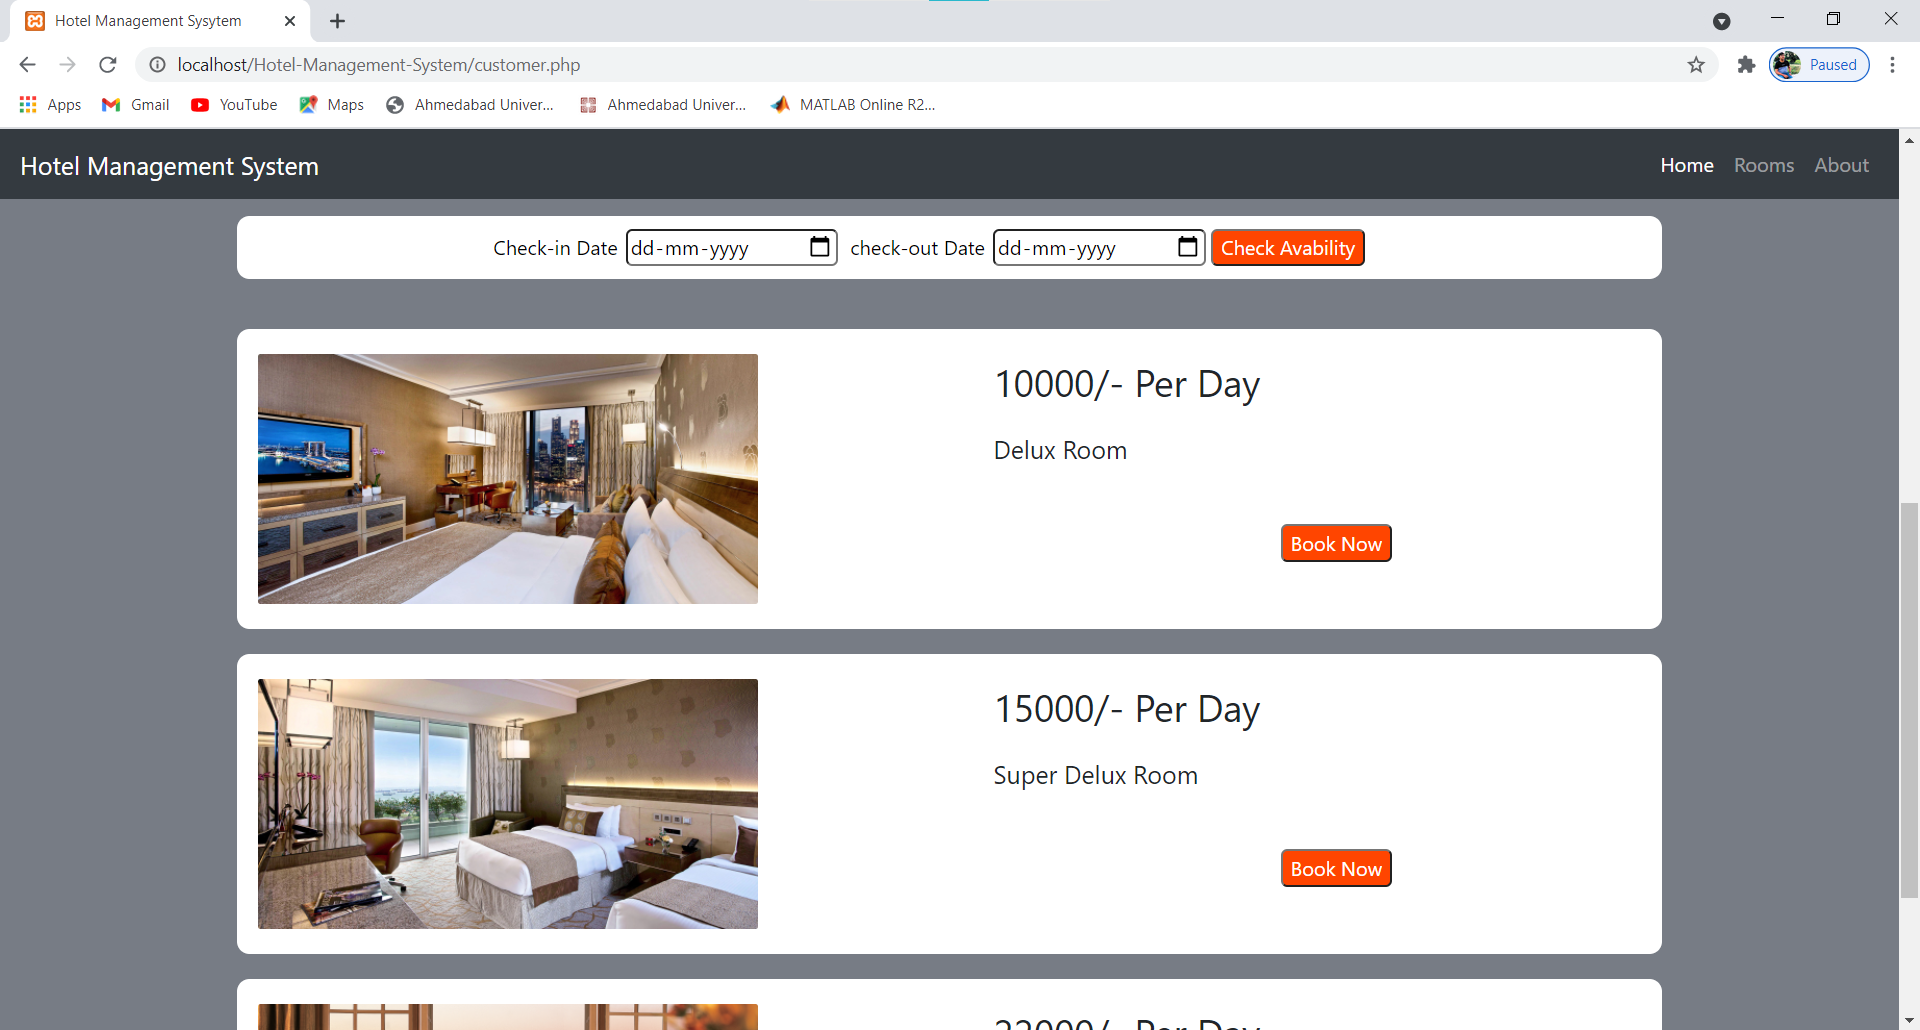 Hotel Management Sysytem
localhost/Hotel-Management-System/customer.php
Paused
Apps Gmail YouTube Maps Ahmedabad Univer... Ahmedabad Univer... MATLAB Online R2...
Hotel Management System Home Rooms About
Check-in Date dd-mm-yyyy check-out Date dd-mm-yyyy Check Avability
10000/- Per Day
Delux Room
Book Now
15000/- Per Day
Super Delux Room
Book Now